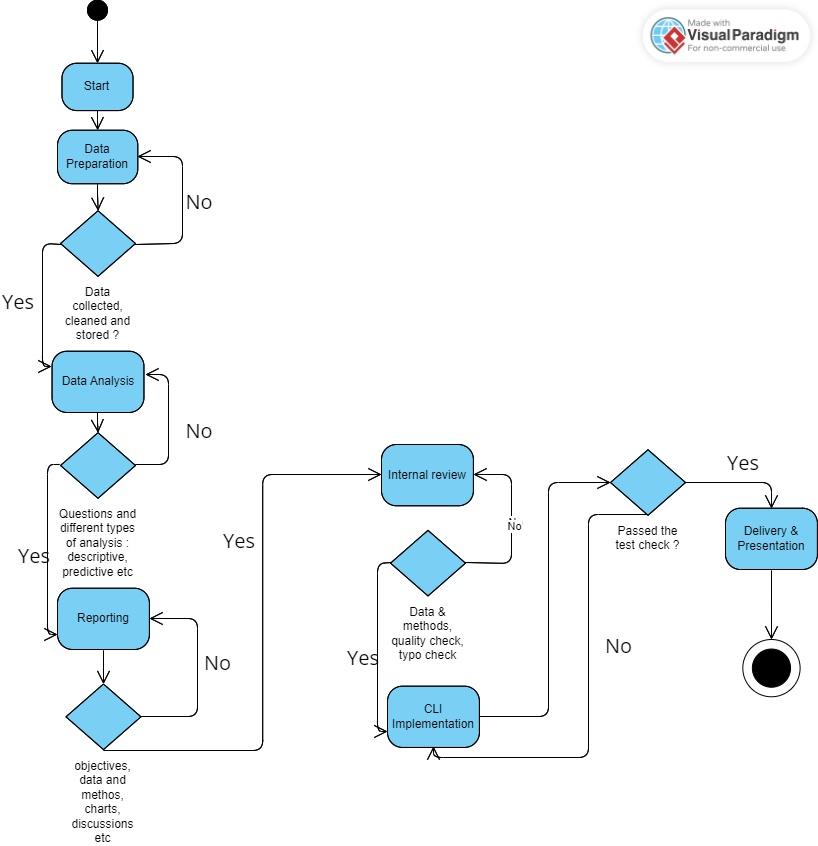 Made with
Visual Paradigm
For non-commercial use
Start
Data
Preparation
No
Yes
Data
collected,
cleaned and
stored ?
Data Analysis
No
Questions and
different types
of analysis :
descriptive,
predictive etc
Yes
Reporting
No
objectives,
data and
methos,
charts,
discussions
etc
Yes
Internal review
No
Data &
methods,
quality check,
typo check
Yes
CLI
Implementation
Passed the
test check ?
No
Yes
Delivery &
Presentation